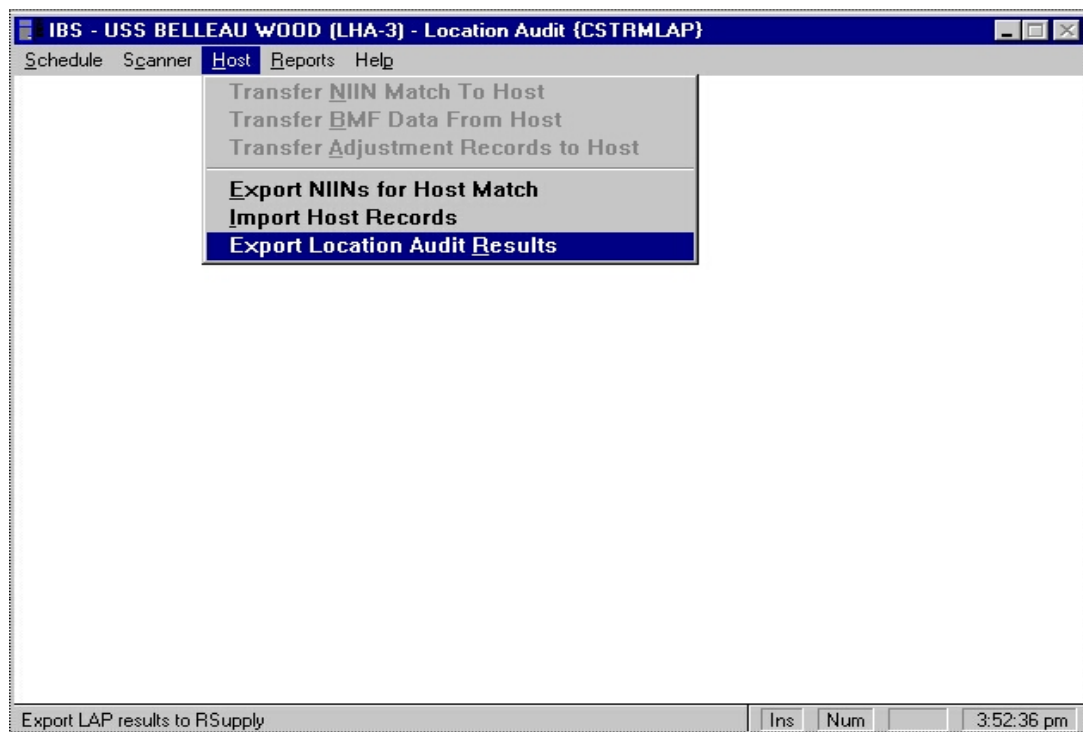 IBS - USS BELLEAU WOOD (LHA-3) - Location Audit {CSTRMLAP}
Schedule Scanner Host Reports Help
Transfer NIIN Match To Host
Transfer BMF Data From Host
Transfer Adjustment Records to Host
Export NIINs for Host Match
Import Host Records
Export Location Audit Results
Export LAP results to RSupply Ins Num 3:52:36 pm